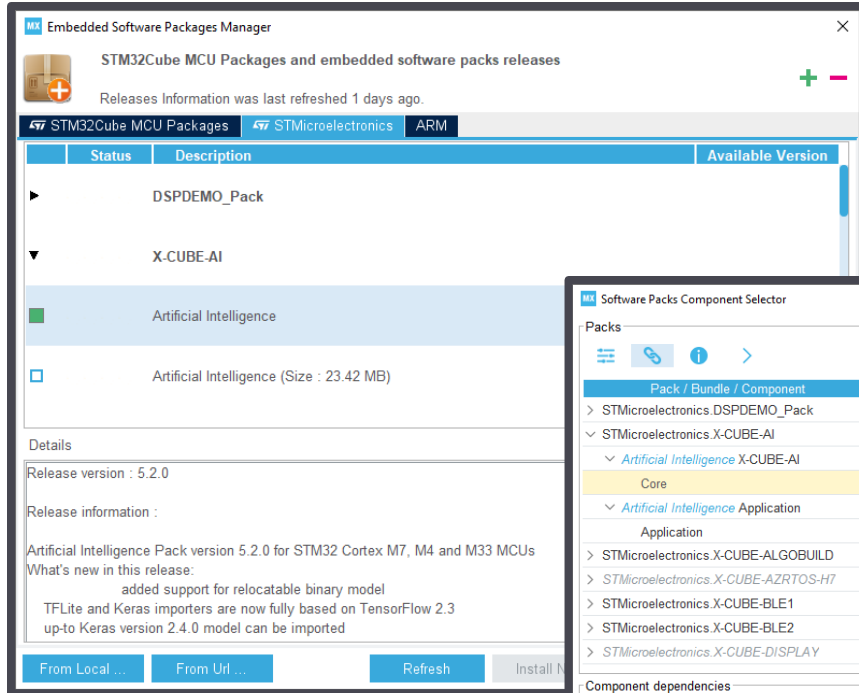 MX Embedded Software Packages Manager
STM32Cube MCU Packages and embedded software packs releases
Releases Information was last refreshed 1 days ago.
STM32Cube MCU Packages STMicroelectronics ARM
Status Description Available Version
DSPDEMO_Pack
X-CUBE-AI
Artificial Intelligence
Artificial Intelligence (Size : 23.42 MB)
Details
Release version : 5.2.0
Release information :
Artificial Intelligence Pack version 5.2.0 for STM32 Cortex M7, M4 and M33 MCUs
What's new in this release:
added support for relocatable binary model
TFLite and Keras importers are now fully based on TensorFlow 2.3
up-to Keras version 2.4.0 model can be imported
From Local ... From Url ... Refresh Install N
MX Software Packs Component Selector
Packs
Pack / Bundle / Component
STMicroelectronics.DSPDEMO_Pack
STMicroelectronics.X-CUBE-AI
Artificial Intelligence X-CUBE-AI
Core
Artificial Intelligence Application
Application
STMicroelectronics.X-CUBE-ALGOBUILD
STMicroelectronics.X-CUBE-AZRTOS-H7
STMicroelectronics.X-CUBE-BLE1
STMicroelectronics.X-CUBE-BLE2
STMicroelectronics.X-CUBE-DISPLAY
Component dependencies